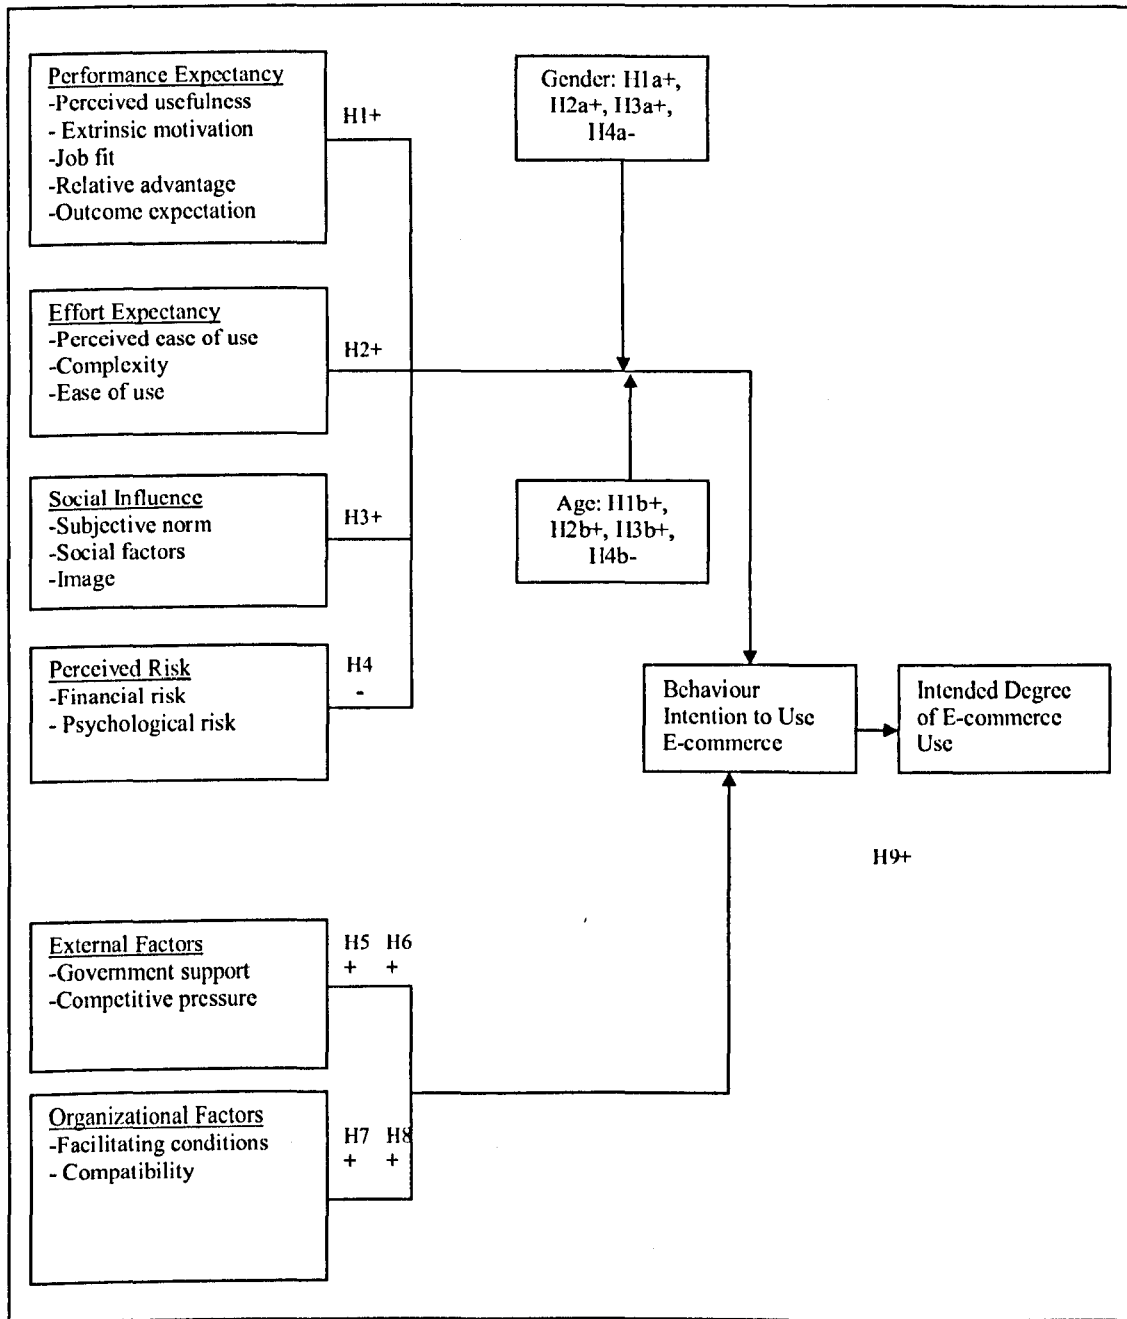 Performance Expectancy
-Perceived usefulness
- Extrinsic motivation
-Job fit
-Relative advantage
-Outcome expectation
H1+
Gender: H1a+,
H2a+, H3a+,
H4a-
Effort Expectancy
-Perceived ease of use
-Complexity
-Ease of use
H2+
Social Influence
-Subjective norm
-Social factors
-Image
H3+
Age: H1b+,
H2b+, H3b+,
H4b-
Perceived Risk
-Financial risk
- Psychological risk
H4
-
Behaviour
Intention to Use
E-commerce
Intended Degree
of E-commerce
Use
H9+
External Factors
-Government support
-Competitive pressure
H5 H6
+ +
Organizational Factors
-Facilitating conditions
- Compatibility
H7 H8
+ +